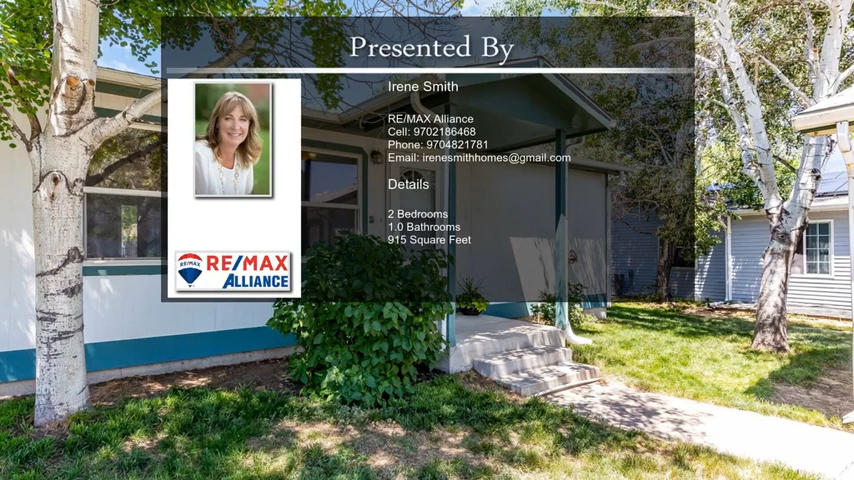 Presented By
Irene Smith
RE/MAX Alliance
Cell: 9702186468
Phone: 9704821781
Email: irenesmithhomes@gmail.com
Details
2 Bedrooms
1.0 Bathrooms
915 Square Feet
RE/MAX
RE/MAX
ALLIANCE